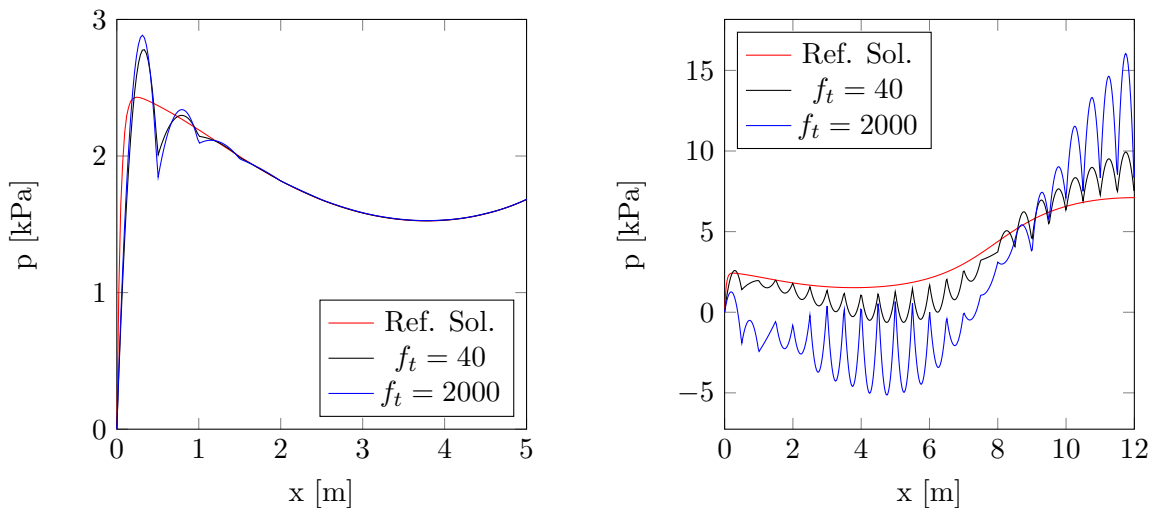 3
2
1
0
0 1 2 3 4 5
x [m]
p [kPa]
Ref. Sol.
f_t = 40
f_t = 2000
15
10
5
0
−5
0 2 4 6 8 10 12
x [m]
p [kPa]
Ref. Sol.
f_t = 40
f_t = 2000